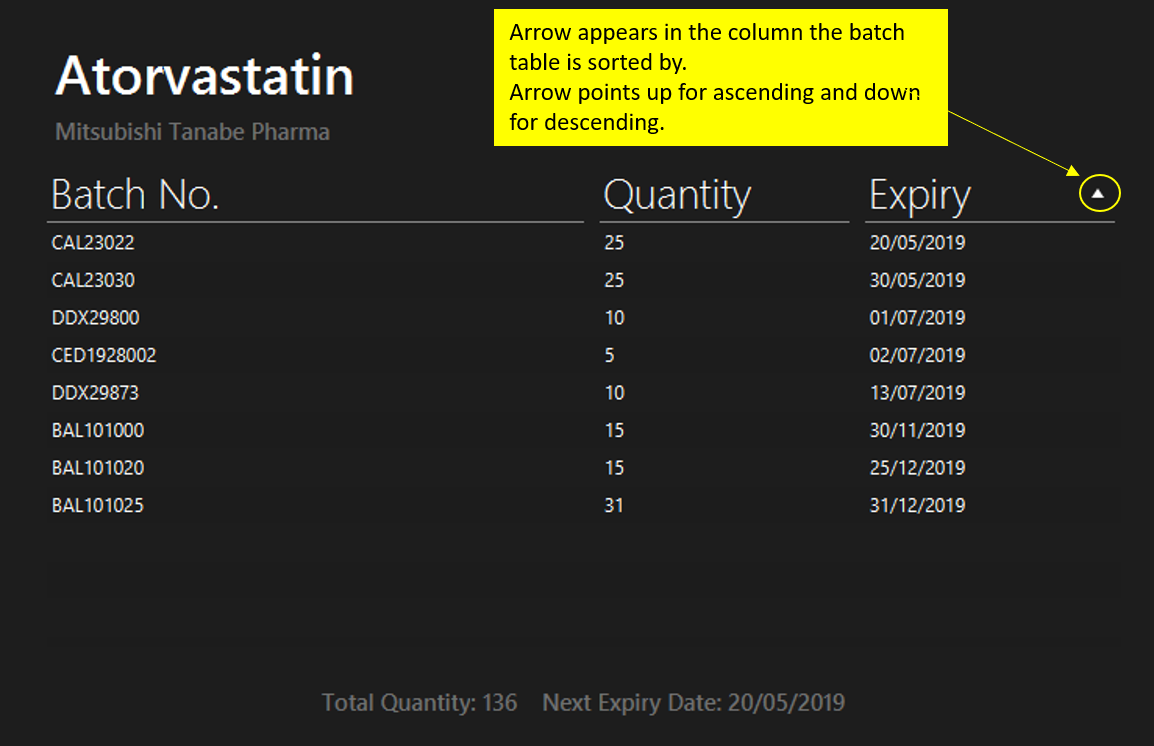 Arrow appears in the column the batch
table is sorted by.
Arrow points up for ascending and down
for descending.
Atorvastatin
Mitsubishi Tanabe Pharma
Batch No. Quantity Expiry
CAL23022 25 20/05/2019
CAL23030 25 30/05/2019
DDX29800 10 01/07/2019
CED1928002 5 02/07/2019
DDX29873 10 13/07/2019
BAL101000 15 30/11/2019
BAL101020 15 25/12/2019
BAL101025 31 31/12/2019
Total Quantity: 136 Next Expiry Date: 20/05/2019